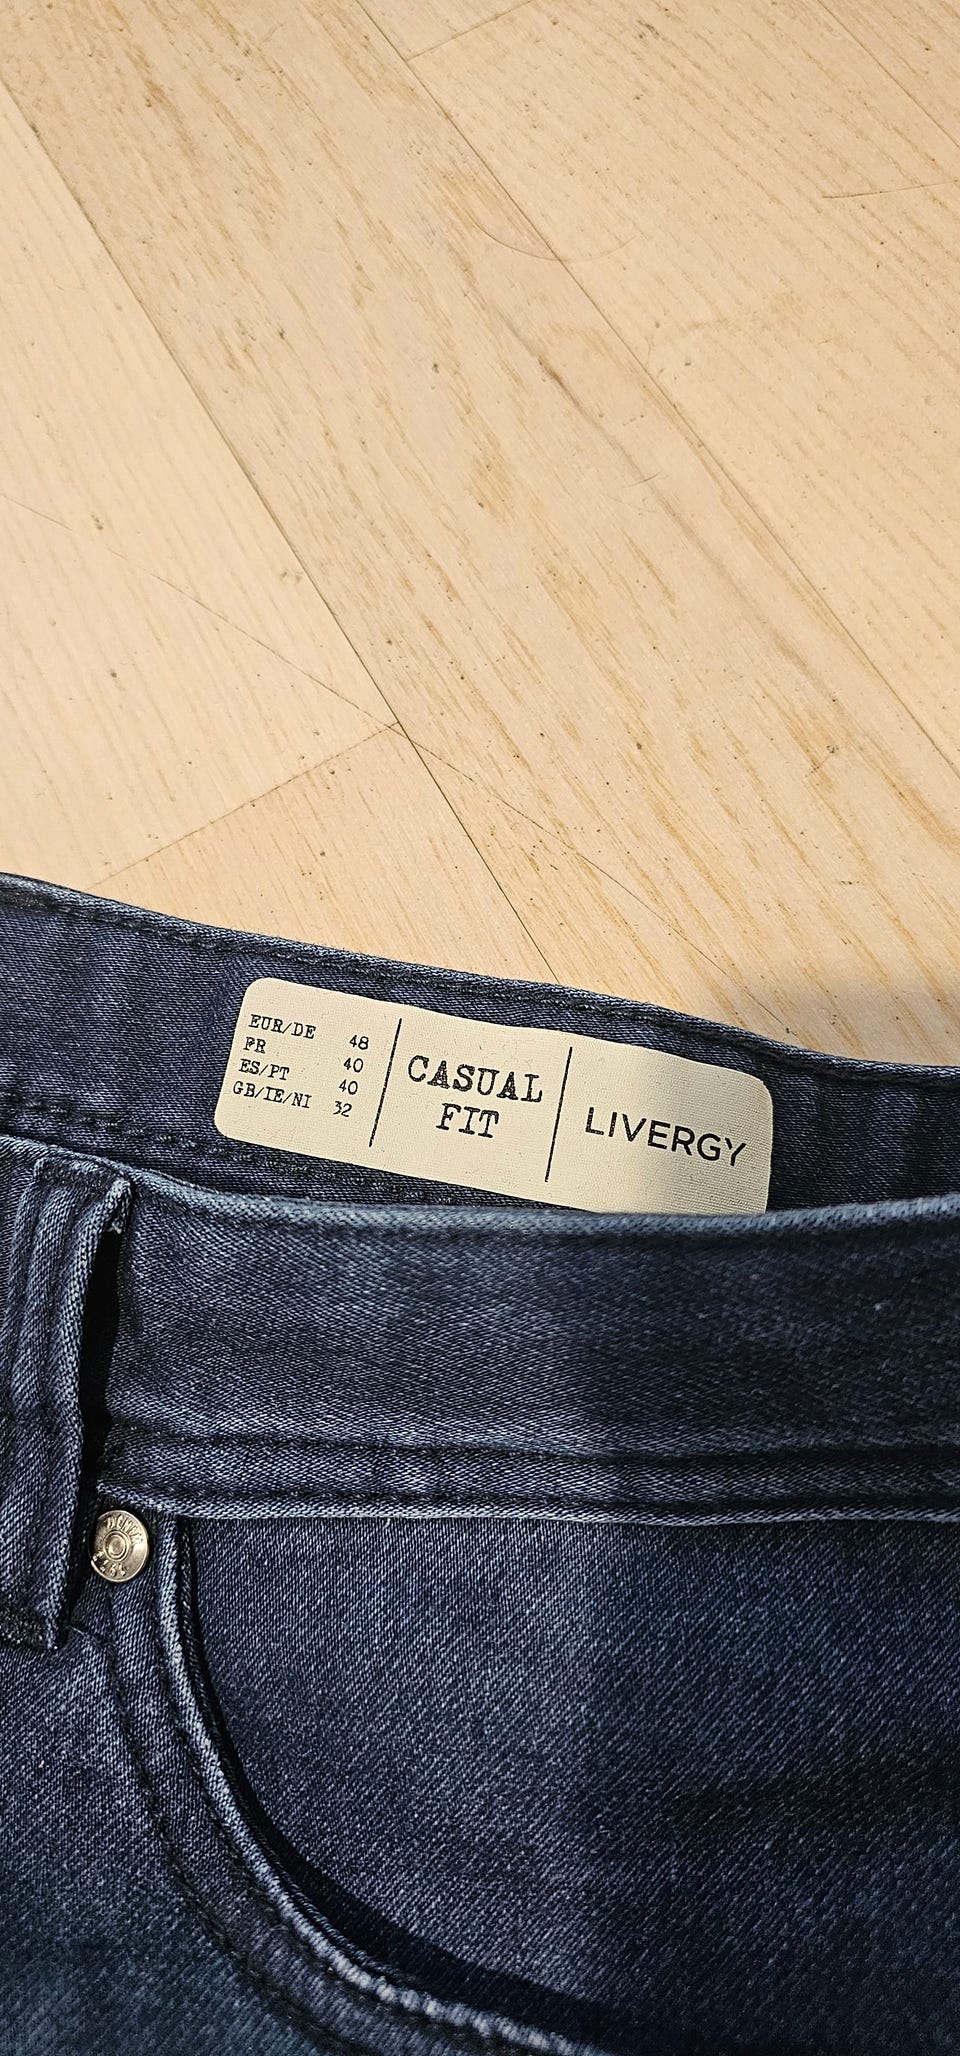 EUR/DE 48
FR 40
ES/PT 40
GB/IE/NI 32
CASUAL
FIT
LIVERGY